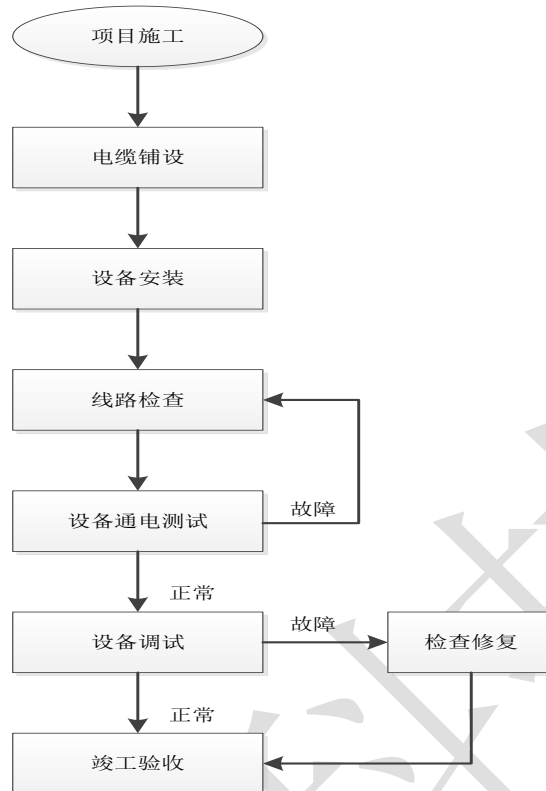 项目施工
电缆铺设
设备安装
线路检查
设备通电测试
故障
正常
设备调试
故障
检查修复
正常
竣工验收